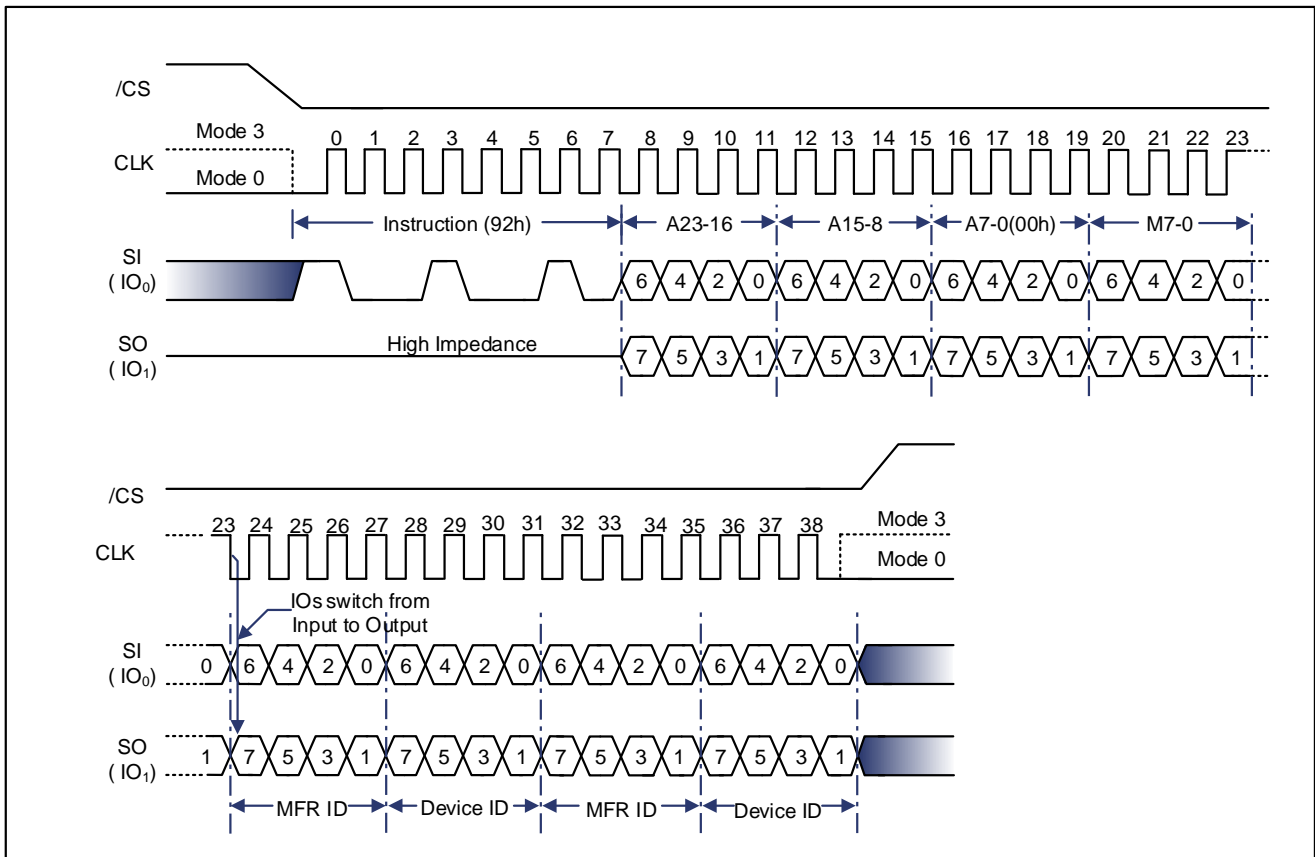 /CS
Mode 3
CLK
Mode 0
0 1 2 3 4 5 6 7 8 9 10 11 12 13 14 15 16 17 18 19 20 21 22 23
Instruction (92h) A23-16 A15-8 A7-0(00h) M7-0
SI
( IO₀)
6 4 2 0 6 4 2 0 6 4 2 0 6 4 2 0
SO
( IO₁)
High Impedance
7 5 3 1 7 5 3 1 7 5 3 1 7 5 3 1
/CS
23 24 25 26 27 28 29 30 31 32 33 34 35 36 37 38
CLK
Mode 3
Mode 0
IOs switch from
Input to Output
SI
( IO₀)
0 6 4 2 0 6 4 2 0 6 4 2 0 6 4 2 0
SO
( IO₁)
1 7 5 3 1 7 5 3 1 7 5 3 1 7 5 3 1
MFR ID Device ID MFR ID Device ID